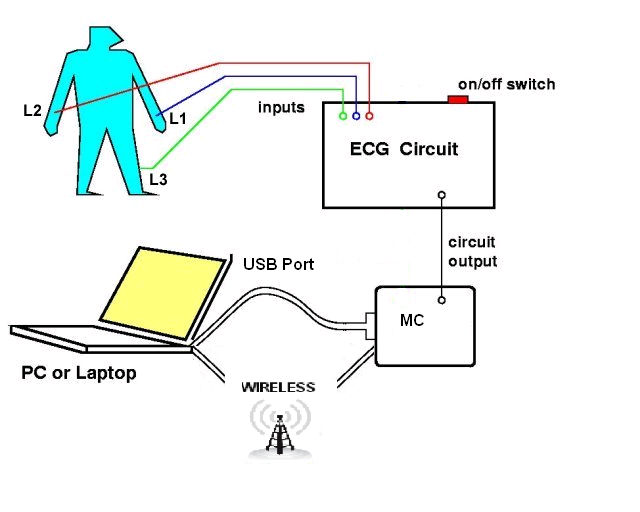 on/off switch
L2
L1
inputs
ECG Circuit
L3
circuit
output
USB Port
MC
PC or Laptop
WIRELESS